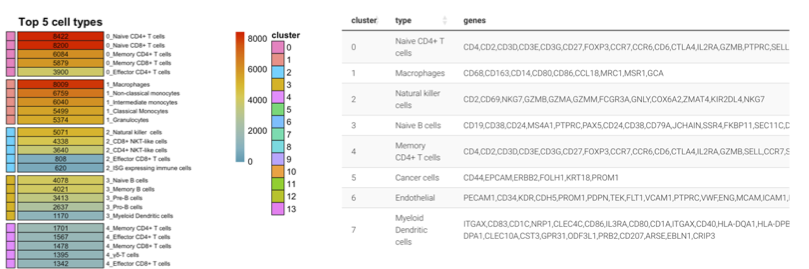 Top 5 cell types
8422 0_Naive CD4+ T cells
8200 0_Naive CD8+ T cells
6084 0_Memory CD4+ T cells
5879 0_Memory CD8+ T cells
3900 0_Effector CD4+ T cells
8009 1_Macrophages
6759 1_Non-classical monocytes
6040 1_Intermediate monocytes
5499 1_Classical Monocytes
5374 1_Granulocytes
5071 2_Natural killer cells
4338 2_CD8+ NKT-like cells
3640 2_CD4+ NKT-like cells
808 2_Effector CD8+ T cells
620 2_ISG expressing immune cells
4078 3_Naive B cells
4021 3_Memory B cells
3413 3_Pre-B cells
2637 3_Pro-B cells
1170 3_Myeloid Dendritic cells
1701 4_Memory CD4+ T cells
1567 4_Effector CD4+ T cells
1478 4_Memory CD8+ T cells
1395 4_γδ-T cells
1342 4_Effector CD8+ T cells
8000
6000
4000
2000
0
cluster
0
1
2
3
4
5
6
7
8
9
10
11
12
13
cluster type genes
0 Naive CD4+ T cells CD4,CD2,CD3D,CD3E,CD3G,CD27,FOXP3,CCR7,CCR6,CD6,CTLA4,IL2RA,GZMB,PTPRC,SELL
1 Macrophages CD68,CD163,CD14,CD80,CD86,CCL18,MRC1,MSR1,GCA
2 Natural killer cells CD2,CD69,NKG7,GZMB,GZMA,GZMM,FCGR3A,GNLY,COX6A2,ZMAT4,KIR2DL4,NKG7
3 Naive B cells CD19,CD38,CD24,MS4A1,PTPRC,PAX5,CD24,CD38,CD79A,JCHAIN,SSR4,FKBP11,SEC11C,D
4 Memory CD4+ T cells CD4,CD2,CD3D,CD3E,CD3G,CD27,FOXP3,CCR7,CCR6,CD6,CTLA4,IL2RA,GZMB,SELL,CCR7,S
5 Cancer cells CD44,EPCAM,ERBB2,FOLH1,KRT18,PROM1
6 Endothelial PECAM1,CD34,KDR,CDH5,PROM1,PDPN,TEK,FLT1,VCAM1,PTPRC,VWF,ENG,MCAM,ICAM1,
7 Myeloid Dendritic cells ITGAX,CD83,CD1C,NRP1,CLEC4C,CD86,IL3RA,CD80,CD1A,ITGAX,CD40,HLA-DQA1,HLA-DPB
DPA1,CLEC10A,CST3,GPR31,ODF3L1,PRB2,CD207,ARSE,EBLN1,CRIP3